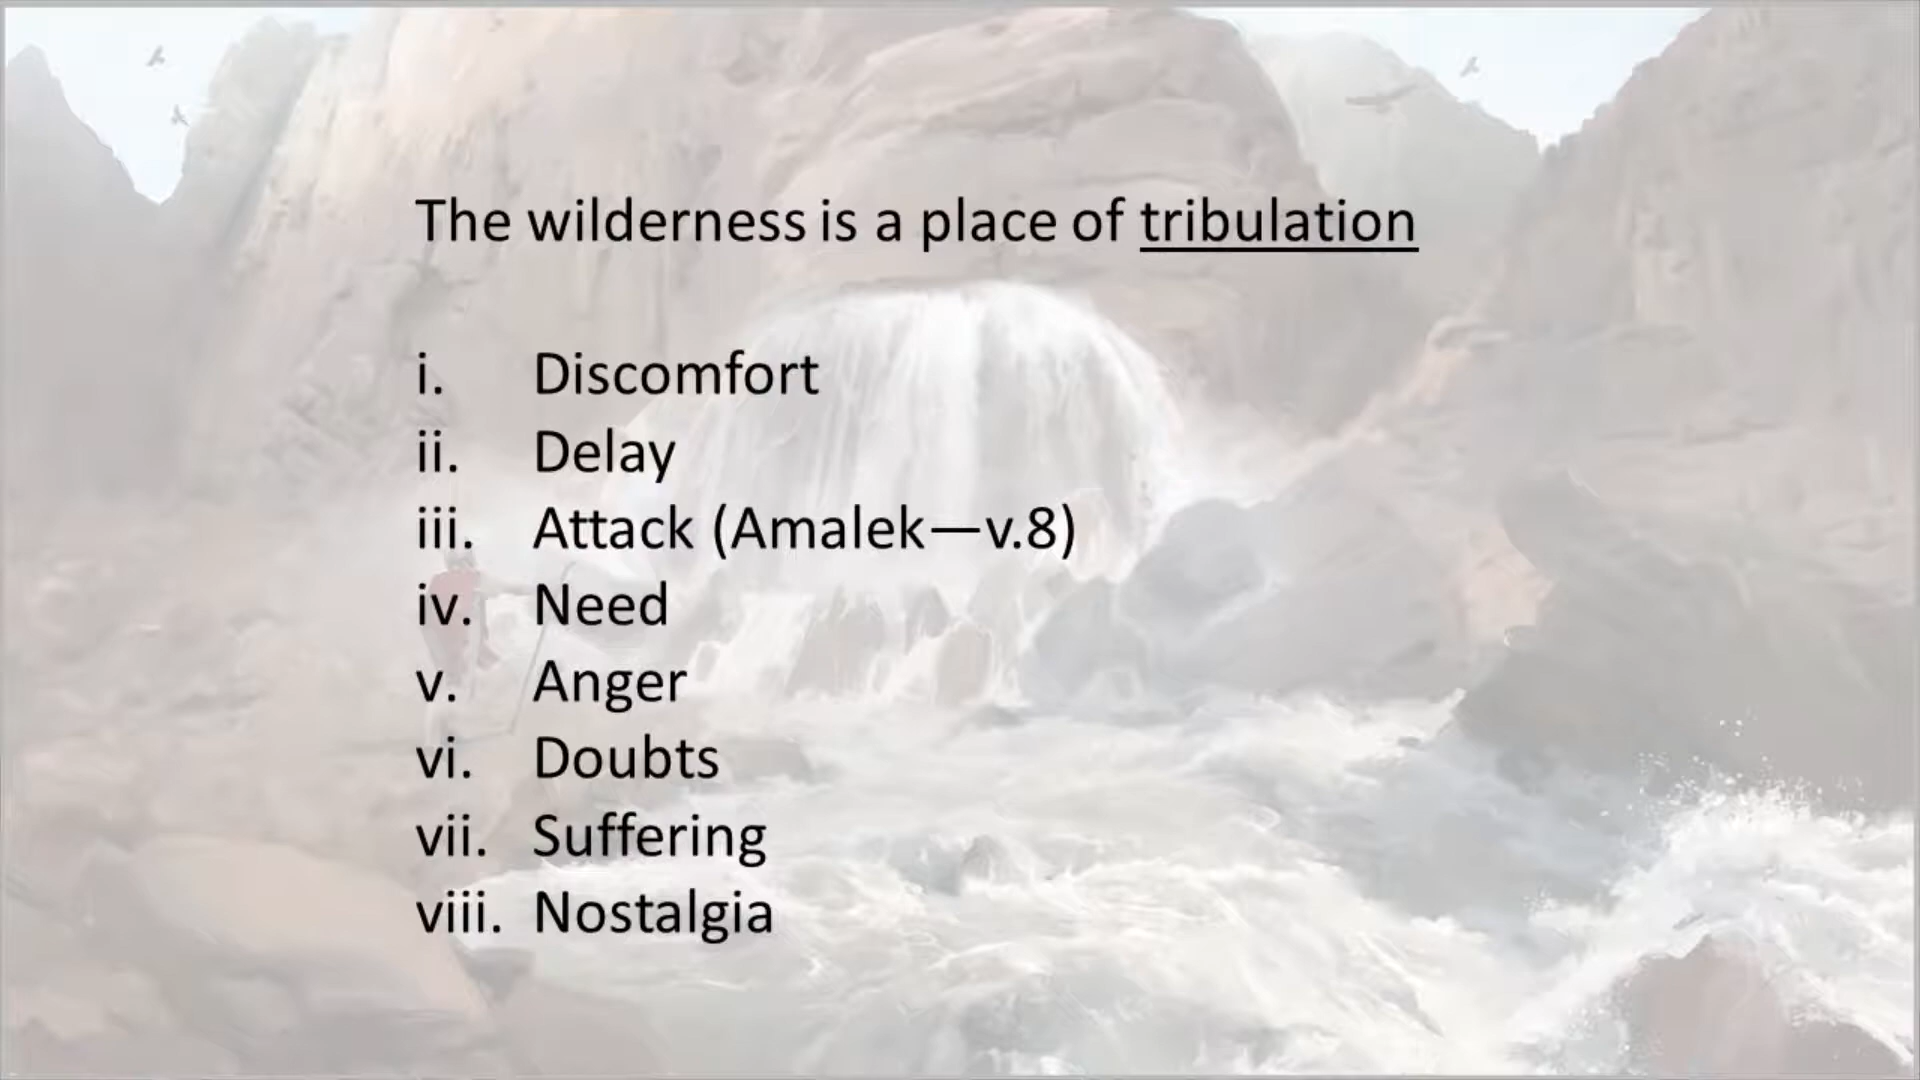 The wilderness is a place of tribulation
i. Discomfort
ii. Delay
iii. Attack (Amalek—v.8)
iv. Need
v. Anger
vi. Doubts
vii. Suffering
viii. Nostalgia